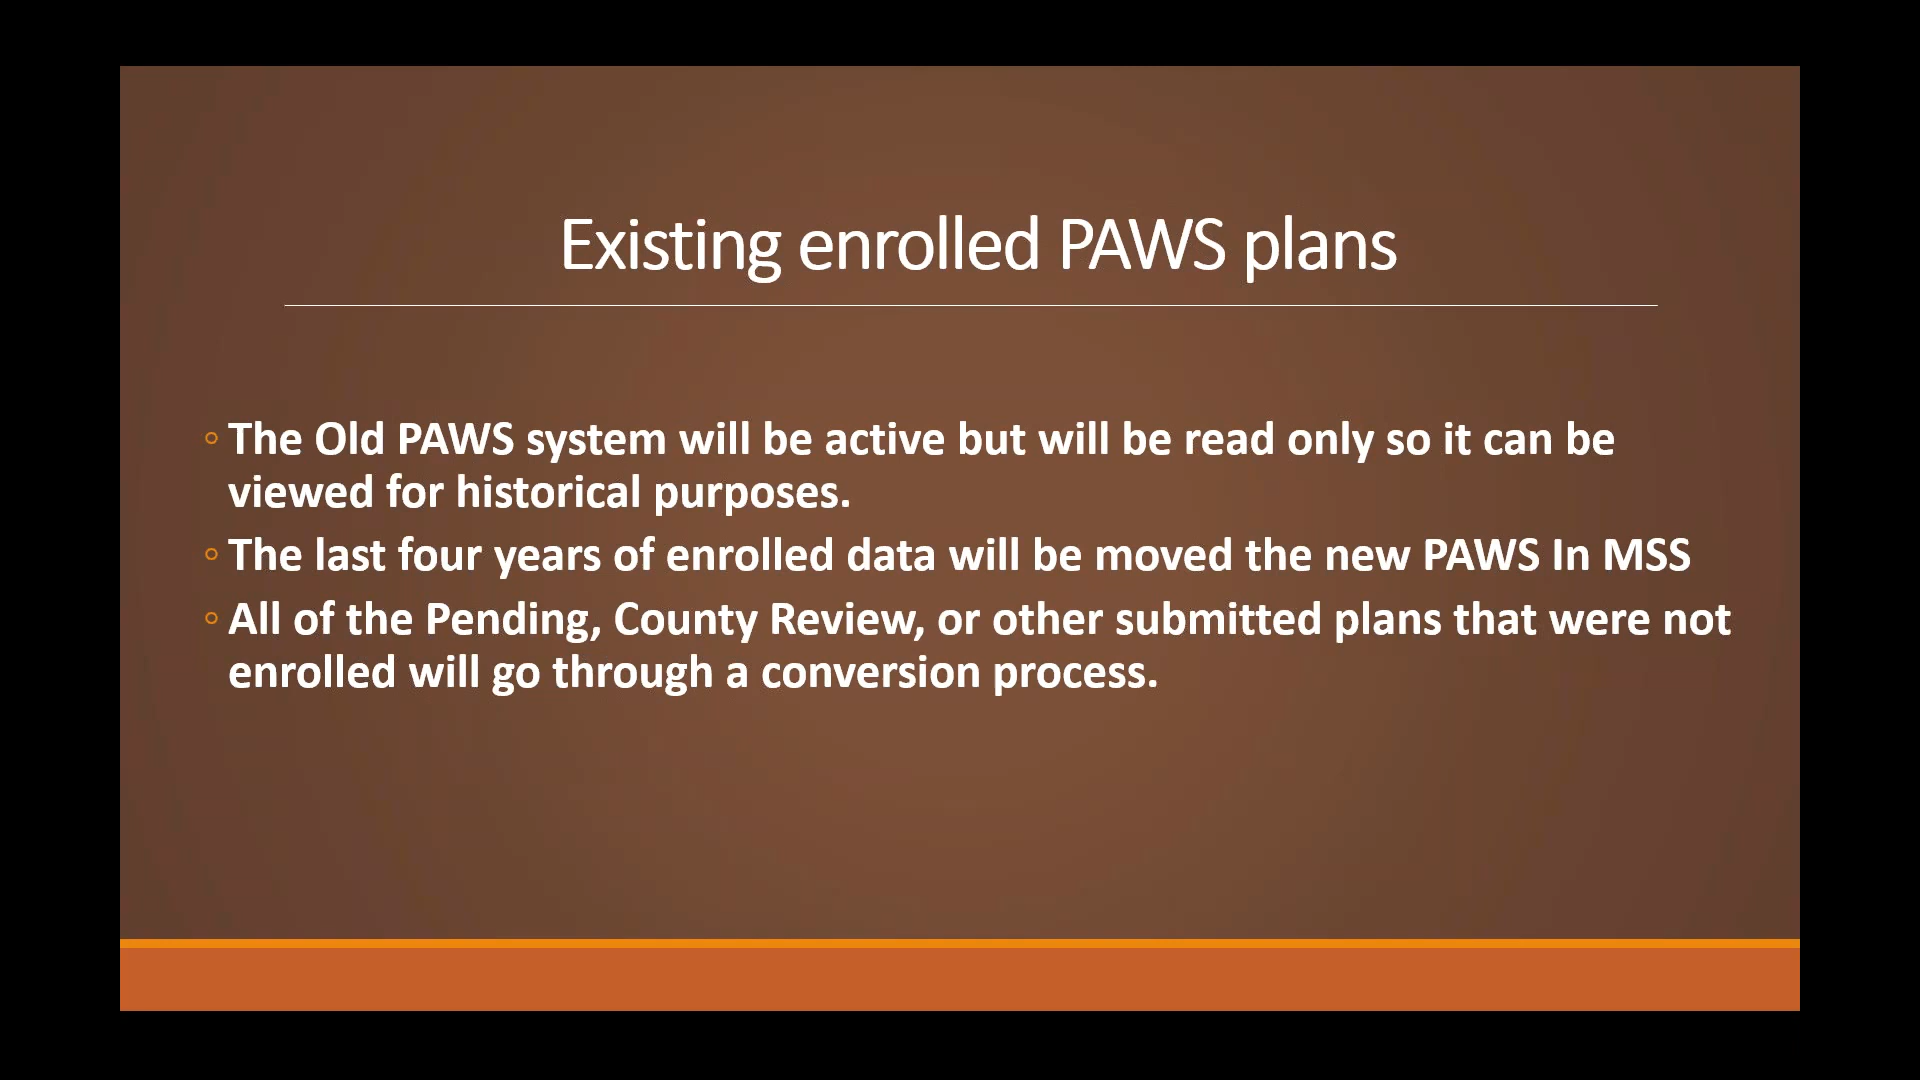 Existing enrolled PAWS plans
The Old PAWS system will be active but will be read only so it can be
viewed for historical purposes.
The last four years of enrolled data will be moved the new PAWS In MSS
All of the Pending, County Review, or other submitted plans that were not
enrolled will go through a conversion process.